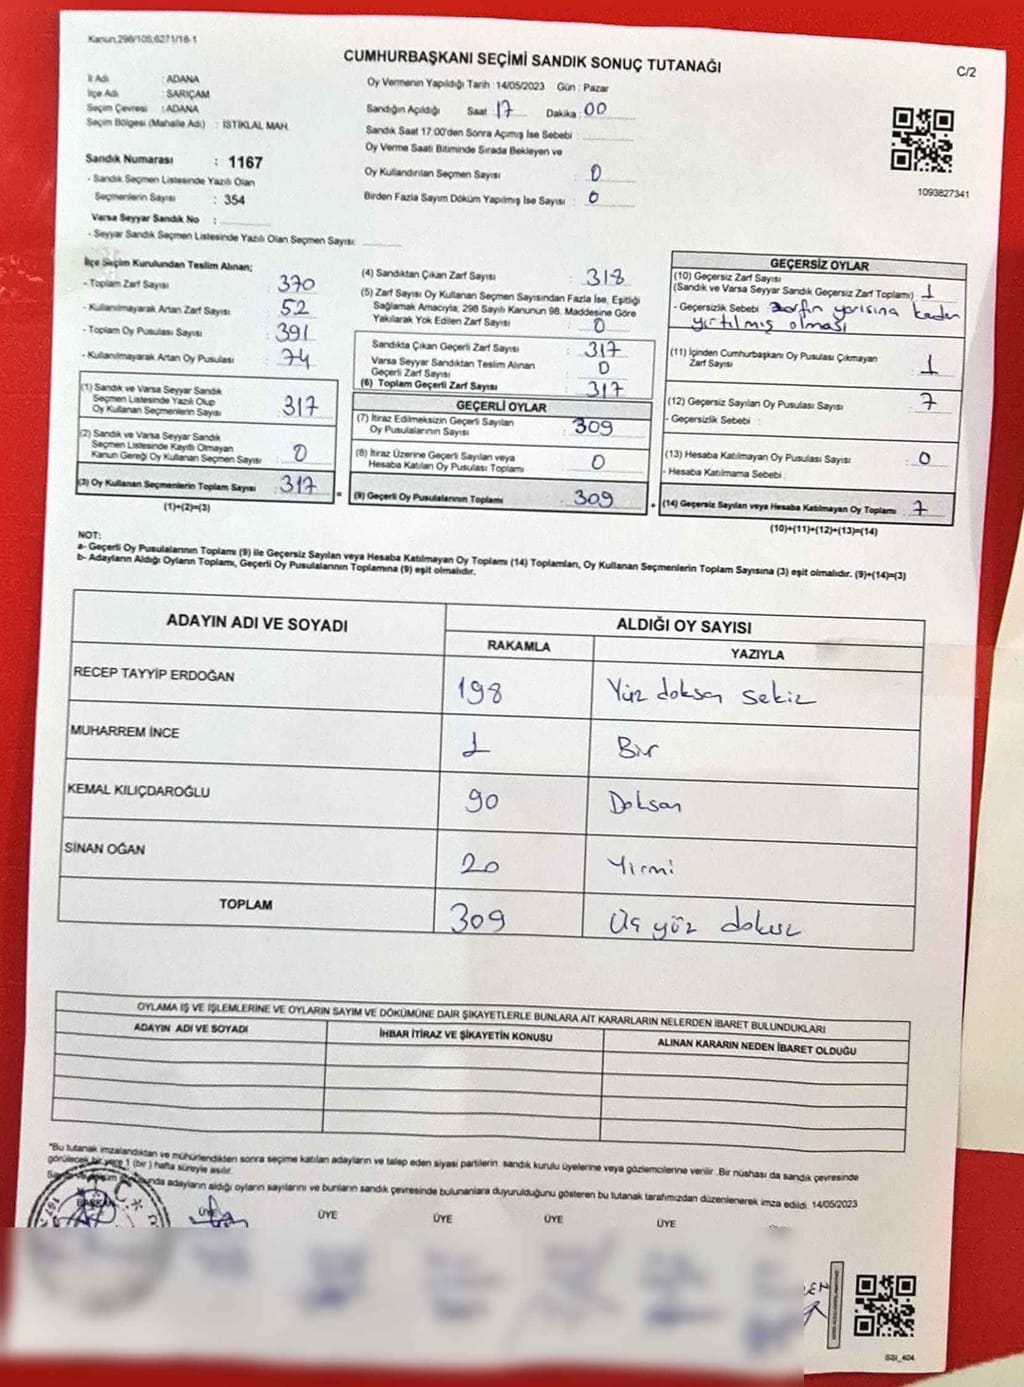 Kanun;298/105;6271/18-1
CUMHURBAŞKANI SEÇİMİ SANDIK SONUÇ TUTANAĞI
C/2
İl Adı : ADANA
İlçe Adı : SARIÇAM
Seçim Çevresi : ADANA
Seçim Bölgesi (Mahalle Adı) : İSTİKLAL MAH.
Sandık Numarası : 1167
- Sandık Seçmen Listesinde Yazılı Olan
Seçmenlerin Sayısı : 354
Varsa Seyyar Sandık No :
- Seyyar Sandık Seçmen Listesinde Yazılı Olan Seçmen Sayısı:
Oy Vermenin Yapıldığı Tarih :14/05/2023 Gün : Pazar
Sandığın Açıldığı Saat : 17 Dakika : 00
Sandık Saat 17:00'den Sonra Açımış İse Sebebi :
Oy Verme Saati Bitiminde Sırada Bekleyen ve
Oy Kullandırılan Seçmen Sayısı : 0
Birden Fazla Sayım Döküm Yapılmış İse Sayısı : 0
1093827341
İlçe Seçim Kurulundan Teslim Alınan;
- Toplam Zarf Sayısı : 370
- Kullanılmayarak Artan Zarf Sayısı : 52
- Toplam Oy Pusulası Sayısı : 391
- Kullanılmayarak Artan Oy Pusulası : 74
(1) Sandık ve Varsa Seyyar Sandık
Seçmen Listesinde Yazılı Olup
Oy Kullanan Seçmenlerin Sayısı : 317
(2) Sandık ve Varsa Seyyar Sandık
Seçmen Listesinde Kayıtlı Olmayan
Kanun Gereği Oy Kullanan Seçmen Sayısı : 0
(3) Oy Kullanan Seçmenlerin Toplam Sayısı : 317
(1)+(2)=(3)
(4) Sandıktan Çıkan Zarf Sayısı : 318
(5) Zarf Sayısı Oy Kullanan Seçmen Sayısından Fazla İse, Eşitliği
Sağlamak Amacıyla; 298 Sayılı Kanunun 98. Maddesine Göre
Yakılarak Yok Edilen Zarf Sayısı : 0
Sandıkta Çıkan Geçerli Zarf Sayısı : 317
Varsa Seyyar Sandıktan Teslim Alınan
Geçerli Zarf Sayısı : 0
(6) Toplam Geçerli Zarf Sayısı : 317
GEÇERLİ OYLAR
(7) İtiraz Edilmeksizin Geçerli Sayılan
Oy Pusulalarının Sayısı : 309
(8) İtiraz Üzerine Geçerli Sayılan veya
Hesaba Katılan Oy Pusulası Toplamı : 0
= (9) Geçerli Oy Pusulalarının Toplamı : 309
GEÇERSİZ OYLAR
(10) Geçersiz Zarf Sayısı
(Sandık ve Varsa Seyyar Sandık Geçersiz Zarf Toplamı) : 1
- Geçersizlik Sebebi : Zarfın yarısına kadar
yırtılmış olması
(11) İçinden Cumhurbaşkanı Oy Pusulası Çıkmayan
Zarf Sayısı : 1
(12) Geçersiz Sayılan Oy Pusulası Sayısı : 7
- Geçersizlik Sebebi :
(13) Hesaba Katılmayan Oy Pusulası Sayısı : 0
- Hesaba Katılmama Sebebi :
+ (14) Geçersiz Sayılan veya Hesaba Katılmayan Oy Toplamı : 7
(10)+(11)+(12)+(13)=(14)
NOT:
a- Geçerli Oy Pusulalarının Toplamı (9) ile Geçersiz Sayılan veya Hesaba Katılmayan Oy Toplamı (14) Toplamları, Oy Kullanan Seçmenlerin Toplam Sayısına (3) eşit olmalıdır. (9)+(14)=(3)
b- Adayların Aldığı Oyların Toplamı, Geçerli Oy Pusulalarının Toplamına (9) eşit olmalıdır.
ADAYIN ADI VE SOYADI ALDIĞI OY SAYISI
RAKAMLA YAZIYLA
RECEP TAYYİP ERDOĞAN 198 Yüz doksan sekiz
MUHARREM İNCE 1 Bir
KEMAL KILIÇDAROĞLU 90 Doksan
SİNAN OĞAN 20 Yirmi
TOPLAM 309 Üç yüz dokuz
OYLAMA İŞ VE İŞLEMLERİNE VE OYLARIN SAYIM VE DÖKÜMÜNE DAİR ŞİKAYETLERLE BUNLARA AİT KARARLARIN NELERDEN İBARET BULUNDUKLARI
ADAYIN ADI VE SOYADI İHBAR İTİRAZ VE ŞİKAYETİN KONUSU ALINAN KARARIN NEDEN İBARET OLDUĞU
*Bu tutanak imzalandıktan ve mühürlendikten sonra seçime katılan adayların ve talep eden siyasi partilerin sandık kurulu üyelerine veya gözlemcilerine verilir .Bir nüshası da sandık çevresinde
görülecek bir yere 1 (bir ) hafta süreyle asılır.
adayların aldığı oyların sayılarını ve bunların sandık çevresinde bulunanlara duyurulduğunu gösteren bu tutanak tarafımızdan düzenlenerek imza edildi. 14/05/2023
BAŞKAN ÜYE ÜYE ÜYE ÜYE ÜYE
SSI_404